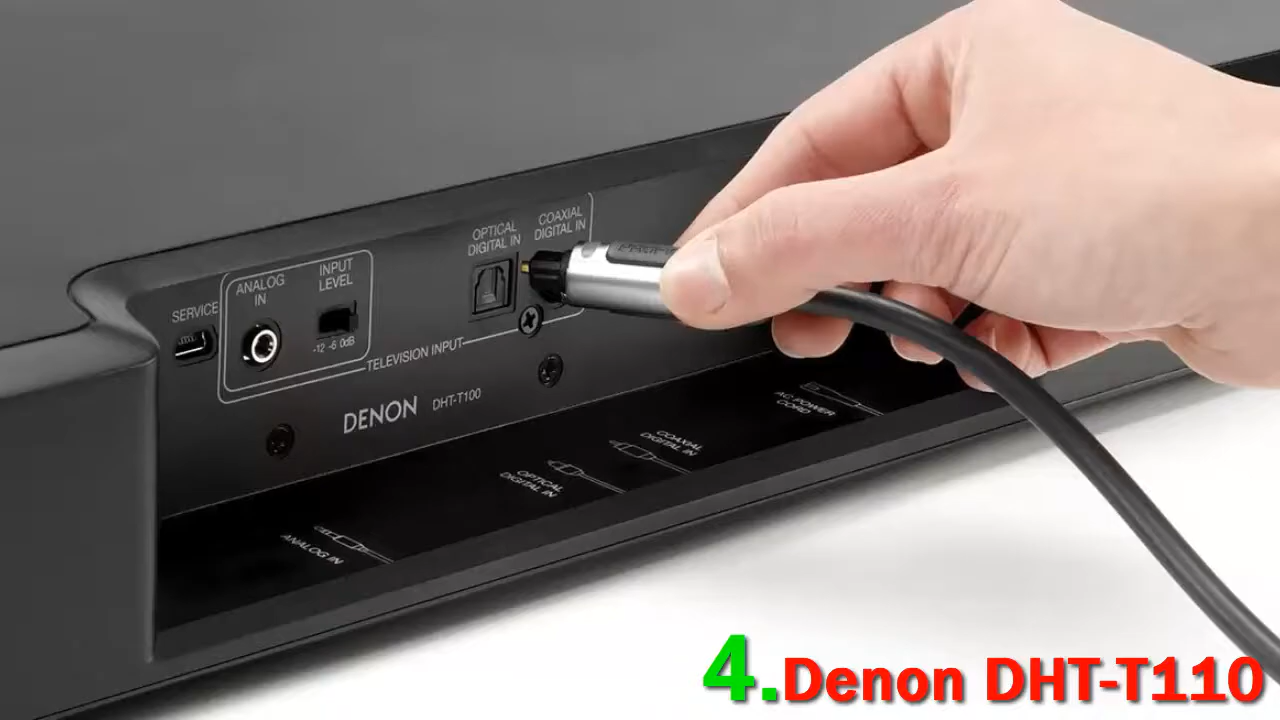 OPTICAL
DIGITAL IN
COAXIAL
DIGITAL IN
SERVICE
ANALOG
IN
INPUT
LEVEL
-12 -6 0dB
TELEVISION INPUT
DENON DHT-T100
AC POWER
CORD
COAXIAL
DIGITAL IN
OPTICAL
DIGITAL IN
ANALOG IN
4.Denon DHT-T110